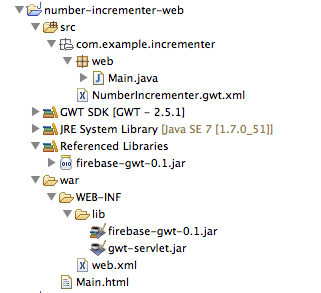 number-incrementer-web
src
com.example.incrementer
web
Main.java
NumberIncrementer.gwt.xml
GWT SDK [GWT - 2.5.1]
JRE System Library [Java SE 7 [1.7.0_51]]
Referenced Libraries
firebase-gwt-0.1.jar
war
WEB-INF
lib
firebase-gwt-0.1.jar
gwt-servlet.jar
web.xml
Main.html